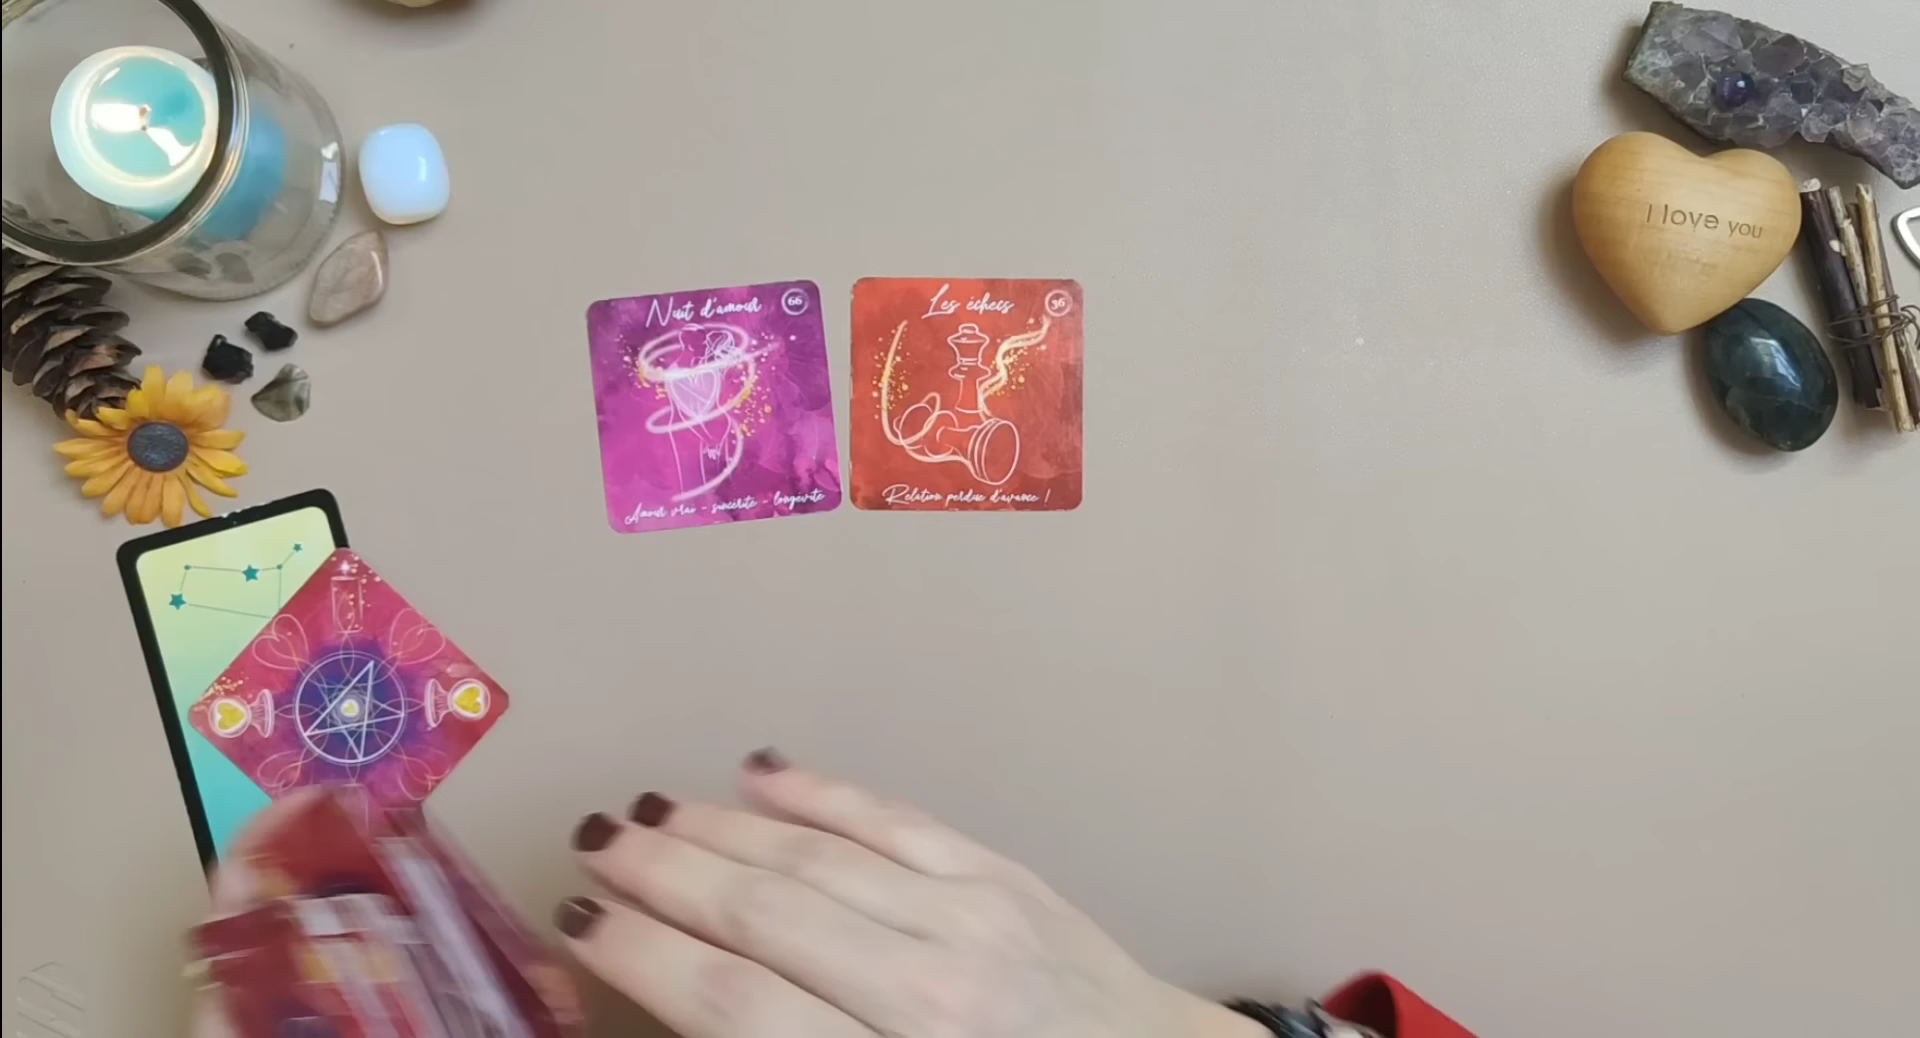 Nuit d'amour
66
Amour vrai - sincérité - longévité
Les échecs
36
Relation perdue d'avance !
I love you